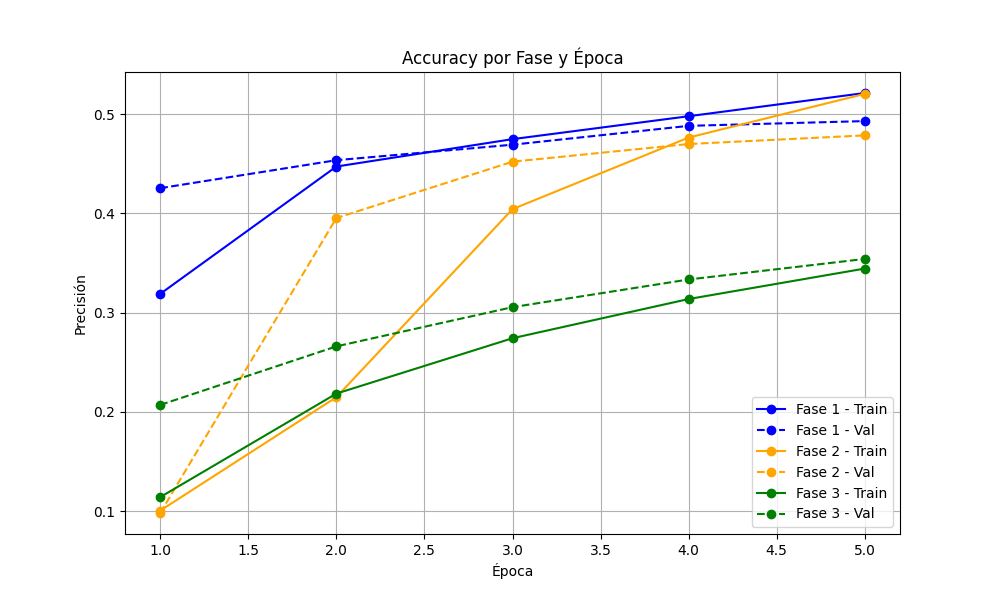 Accuracy por Fase y Época
Precisión
0.5
0.4
0.3
0.2
0.1
1.0 1.5 2.0 2.5 3.0 3.5 4.0 4.5 5.0
Época
Fase 1 - Train
Fase 1 - Val
Fase 2 - Train
Fase 2 - Val
Fase 3 - Train
Fase 3 - Val